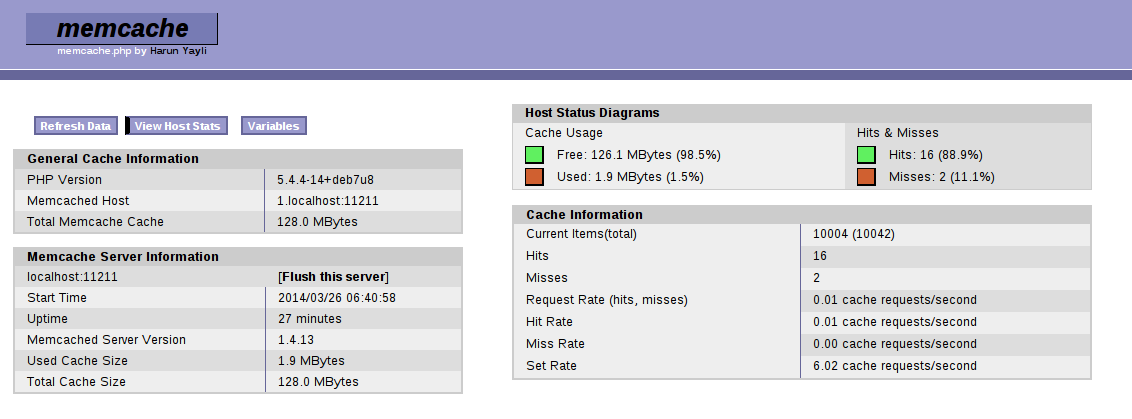 memcache
memcache.php by Harun Yayli
Refresh Data View Host Stats Variables
General Cache Information
PHP Version 5.4.4-14+deb7u8
Memcached Host 1.localhost:11211
Total Memcache Cache 128.0 MBytes
Memcache Server Information
localhost:11211 [Flush this server]
Start Time 2014/03/26 06:40:58
Uptime 27 minutes
Memcached Server Version 1.4.13
Used Cache Size 1.9 MBytes
Total Cache Size 128.0 MBytes
Host Status Diagrams
Cache Usage Hits & Misses
Free: 126.1 MBytes (98.5%) Hits: 16 (88.9%)
Used: 1.9 MBytes (1.5%) Misses: 2 (11.1%)
Cache Information
Current Items(total) 10004 (10042)
Hits 16
Misses 2
Request Rate (hits, misses) 0.01 cache requests/second
Hit Rate 0.01 cache requests/second
Miss Rate 0.00 cache requests/second
Set Rate 6.02 cache requests/second